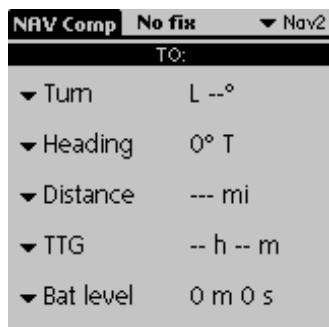 NAV Comp No fix Nav2
TO:
Turn L --°
Heading 0° T
Distance --- mi
TTG -- h -- m
Bat level 0 m 0 s